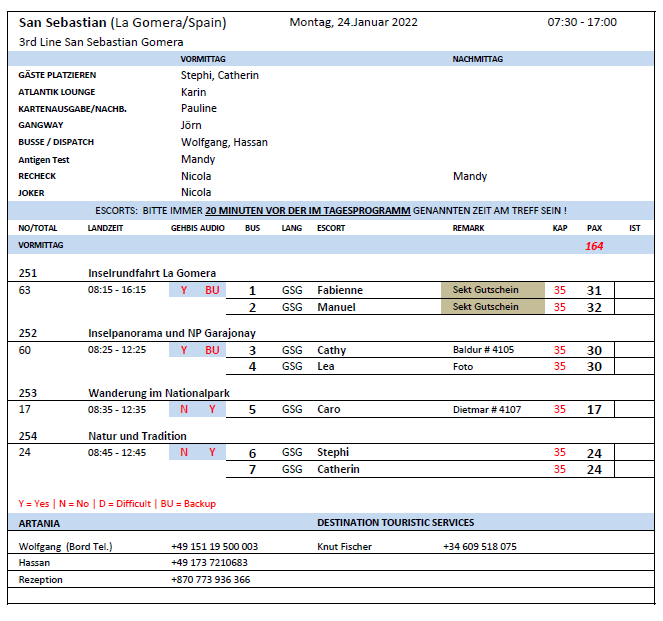 San Sebastian (La Gomera/Spain) Montag, 24.Januar 2022 07:30 - 17:00
3rd Line San Sebastian Gomera
VORMITTAG NACHMITTAG
GÄSTE PLATZIEREN Stephi, Catherin
ATLANTIK LOUNGE Karin
KARTENAUSGABE/NACHB. Pauline
GANGWAY Jörn
BUSSE / DISPATCH Wolfgang, Hassan
Antigen Test Mandy
RECHECK Nicola Mandy
JOKER Nicola
ESCORTS: BITTE IMMER 20 MINUTEN VOR DER IM TAGESPROGRAMM GENANNTEN ZEIT AM TREFF SEIN !
NO/TOTAL LANDZEIT GEHBIS AUDIO BUS LANG ESCORT REMARK KAP PAX IST
VORMITTAG 164
251 Inselrundfahrt La Gomera
63 08:15 - 16:15 Y BU 1 GSG Fabienne Sekt Gutschein 35 31
2 GSG Manuel Sekt Gutschein 35 32
252 Inselpanorama und NP Garajonay
60 08:25 - 12:25 Y BU 3 GSG Cathy Baldur # 4105 35 30
4 GSG Lea Foto 35 30
253 Wanderung im Nationalpark
17 08:35 - 12:35 N Y 5 GSG Caro Dietmar # 4107 35 17
254 Natur und Tradition
24 08:45 - 12:45 N Y 6 GSG Stephi 35 24
7 GSG Catherin 35 24
Y = Yes | N = No | D = Difficult | BU = Backup
ARTANIA DESTINATION TOURISTIC SERVICES
Wolfgang (Bord Tel.) +49 151 19 500 003 Knut Fischer +34 609 518 075
Hassan +49 173 7210683
Rezeption +870 773 936 366